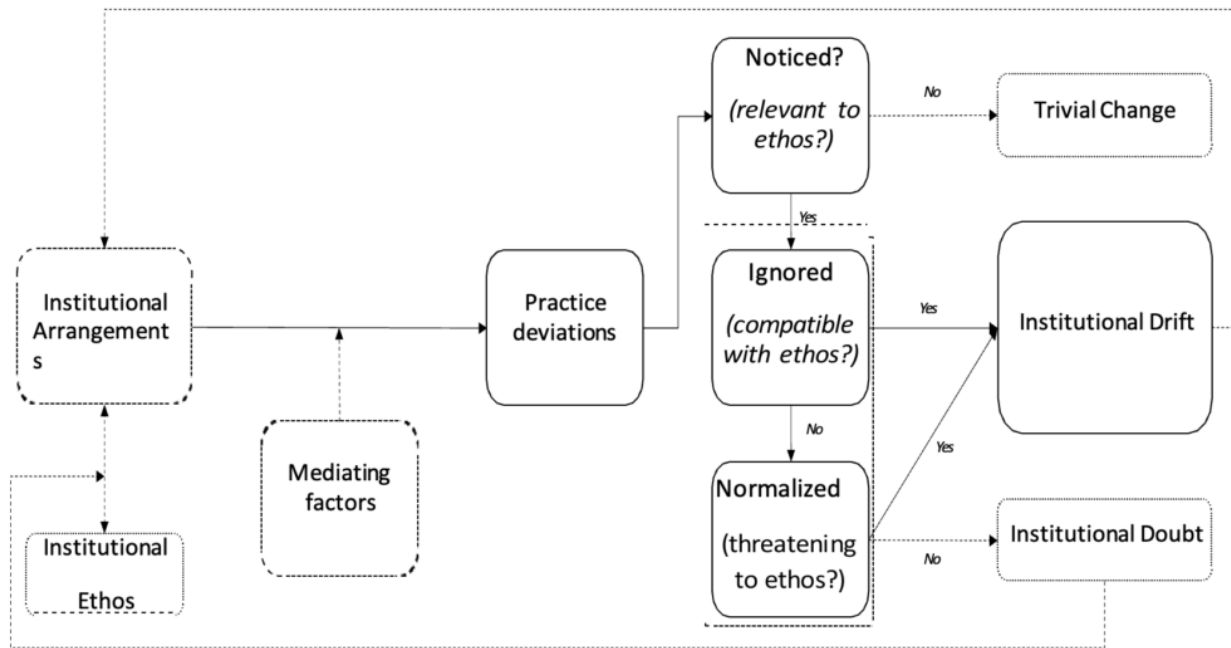 Noticed?
(relevant to
ethos?)
No
Trivial Change
Yes
Institutional
Arrangement
s
Practice
deviations
Ignored
(compatible
with ethos?)
Yes
Institutional Drift
No
Yes
Mediating
factors
Normalized
(threatening
to ethos?)
No
Institutional Doubt
Institutional
Ethos